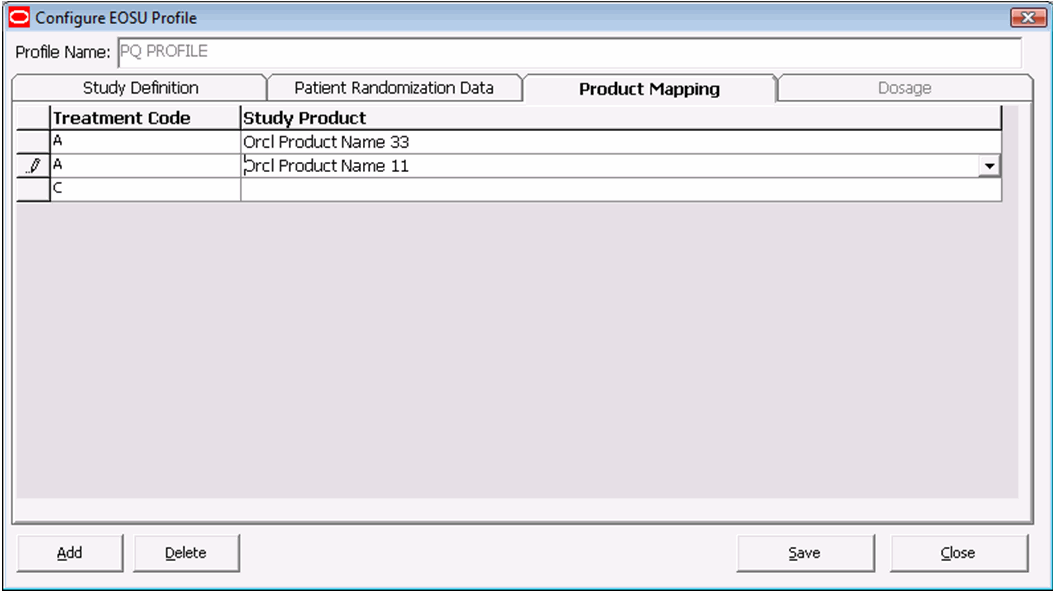 Configure EOSU Profile
Profile Name: PQ PROFILE
Study Definition Patient Randomization Data Product Mapping Dosage
Treatment Code Study Product
A Orcl Product Name 33
A Orcl Product Name 11
C
Add Delete Save Close